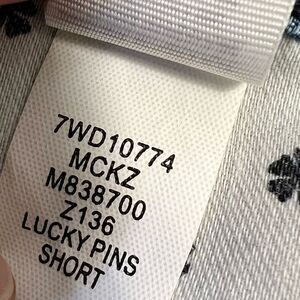 7WD10774
MCKZ
M838700
Z136
LUCKY PINS
SHORT